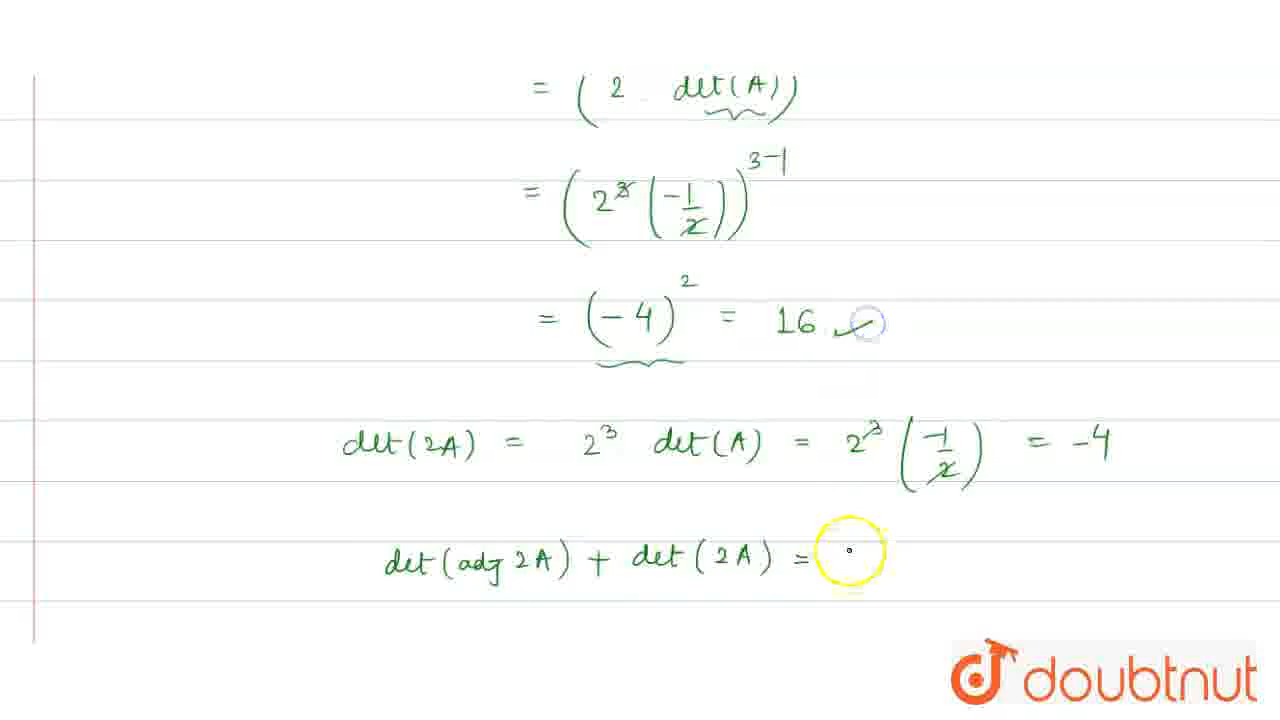 = ( 2 det(A))
= (2³ (-1/2))³⁻¹
= (-4)² = 16 ✓
det(2A) = 2³ det(A) = 2³ (-1/2) = -4
det(adj 2A) + det(2A) =
doubtnut